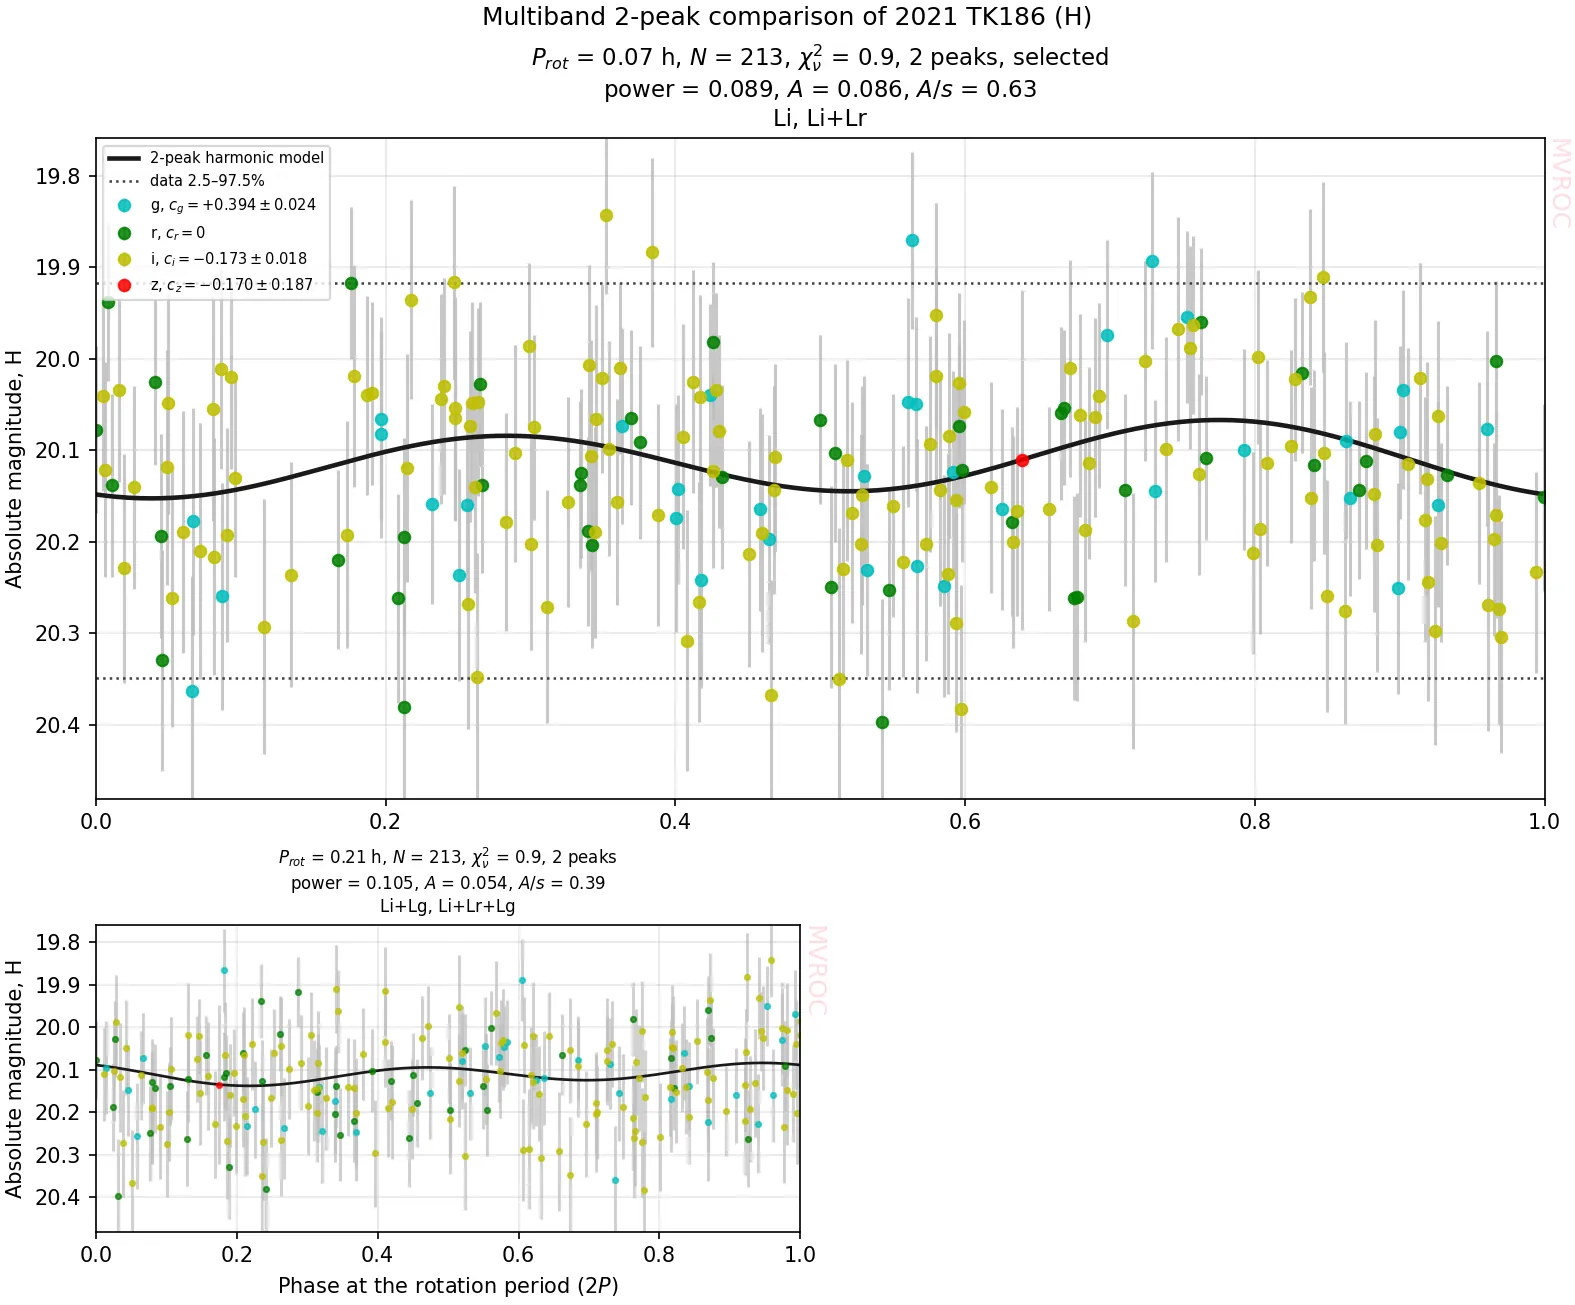 Multiband 2-peak comparison of 2021 TK186 (H)
P_rot = 0.07 h, N = 213, χ²_ν = 0.9, 2 peaks, selected
power = 0.089, A = 0.086, A/s = 0.63
Li, Li+Lr
2-peak harmonic model
data 2.5–97.5%
g, c_g = +0.394 ± 0.024
r, c_r = 0
i, c_i = −0.173 ± 0.018
z, c_z = −0.170 ± 0.187
MVROC
Absolute magnitude, H
19.8
19.9
20.0
20.1
20.2
20.3
20.4
0.0 0.2 0.4 0.6 0.8 1.0
P_rot = 0.21 h, N = 213, χ²_ν = 0.9, 2 peaks
power = 0.105, A = 0.054, A/s = 0.39
Li+Lg, Li+Lr+Lg
MVROC
Absolute magnitude, H
19.8
19.9
20.0
20.1
20.2
20.3
20.4
0.0 0.2 0.4 0.6 0.8 1.0
Phase at the rotation period (2P)